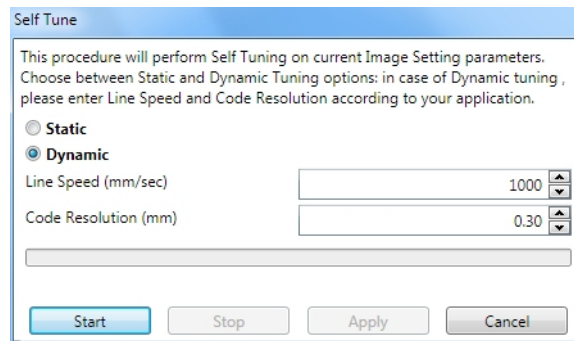 Self Tune
This procedure will perform Self Tuning on current Image Setting parameters.
Choose between Static and Dynamic Tuning options: in case of Dynamic tuning ,
please enter Line Speed and Code Resolution according to your application.
Static
Dynamic
Line Speed (mm/sec) 1000
Code Resolution (mm) 0.30
Start Stop Apply Cancel